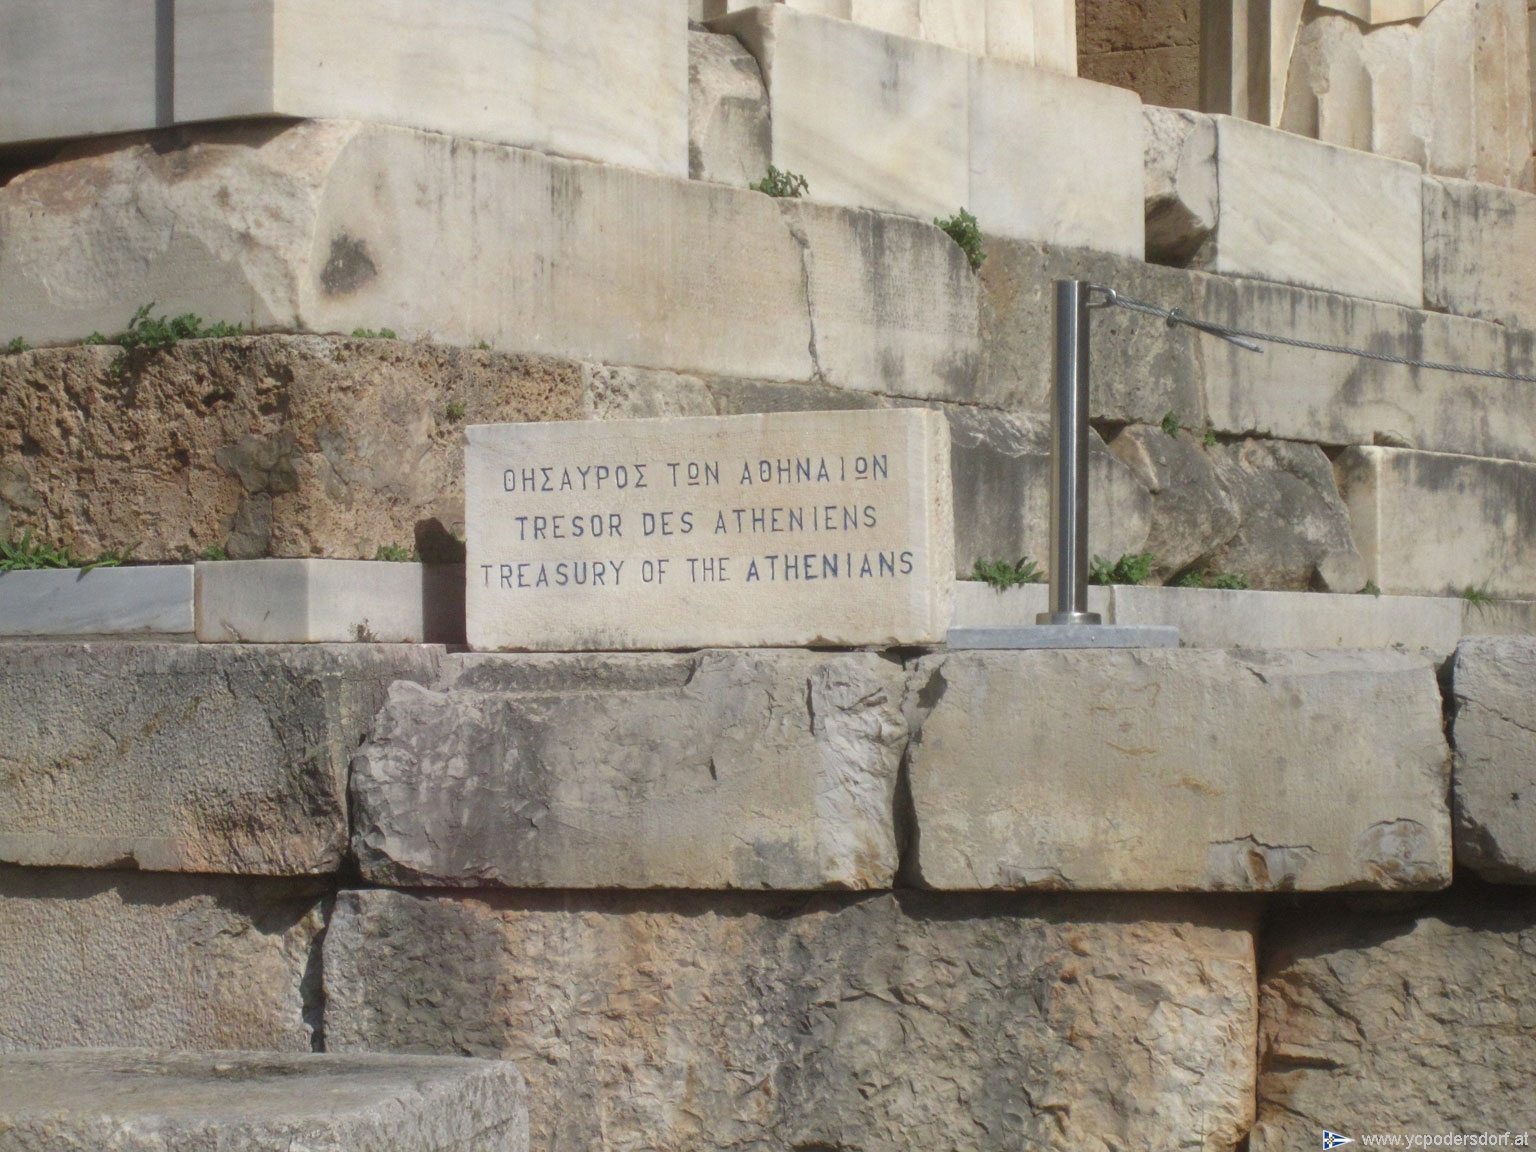 ΘΗΣΑΥΡΟΣ ΤΩΝ ΑΘΗΝΑΙΩΝ
TRESOR DES ATHENIENS
TREASURY OF THE ATHENIANS
www.ycpodersdorf.at